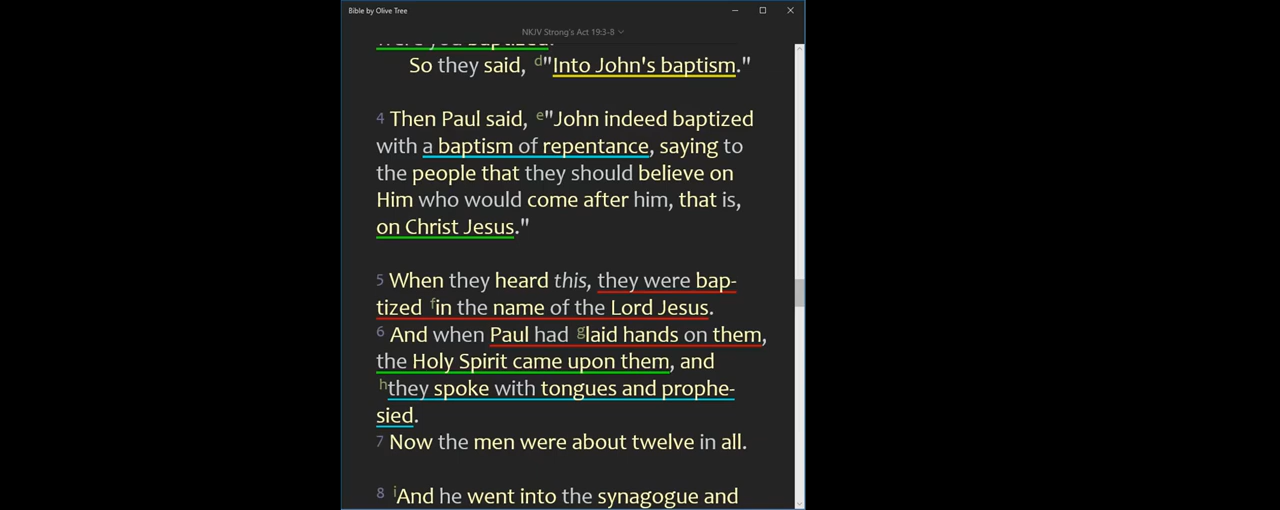 Bible by Olive Tree
NKJV Strong's Act 19:3-8
were you baptized?
So they said, d"Into John's baptism."
4 Then Paul said, e"John indeed baptized
with a baptism of repentance, saying to
the people that they should believe on
Him who would come after him, that is,
on Christ Jesus."
5 When they heard this, they were bap-
tized fin the name of the Lord Jesus.
6 And when Paul had glaid hands on them,
the Holy Spirit came upon them, and
hthey spoke with tongues and prophe-
sied.
7 Now the men were about twelve in all.
8 iAnd he went into the synagogue and